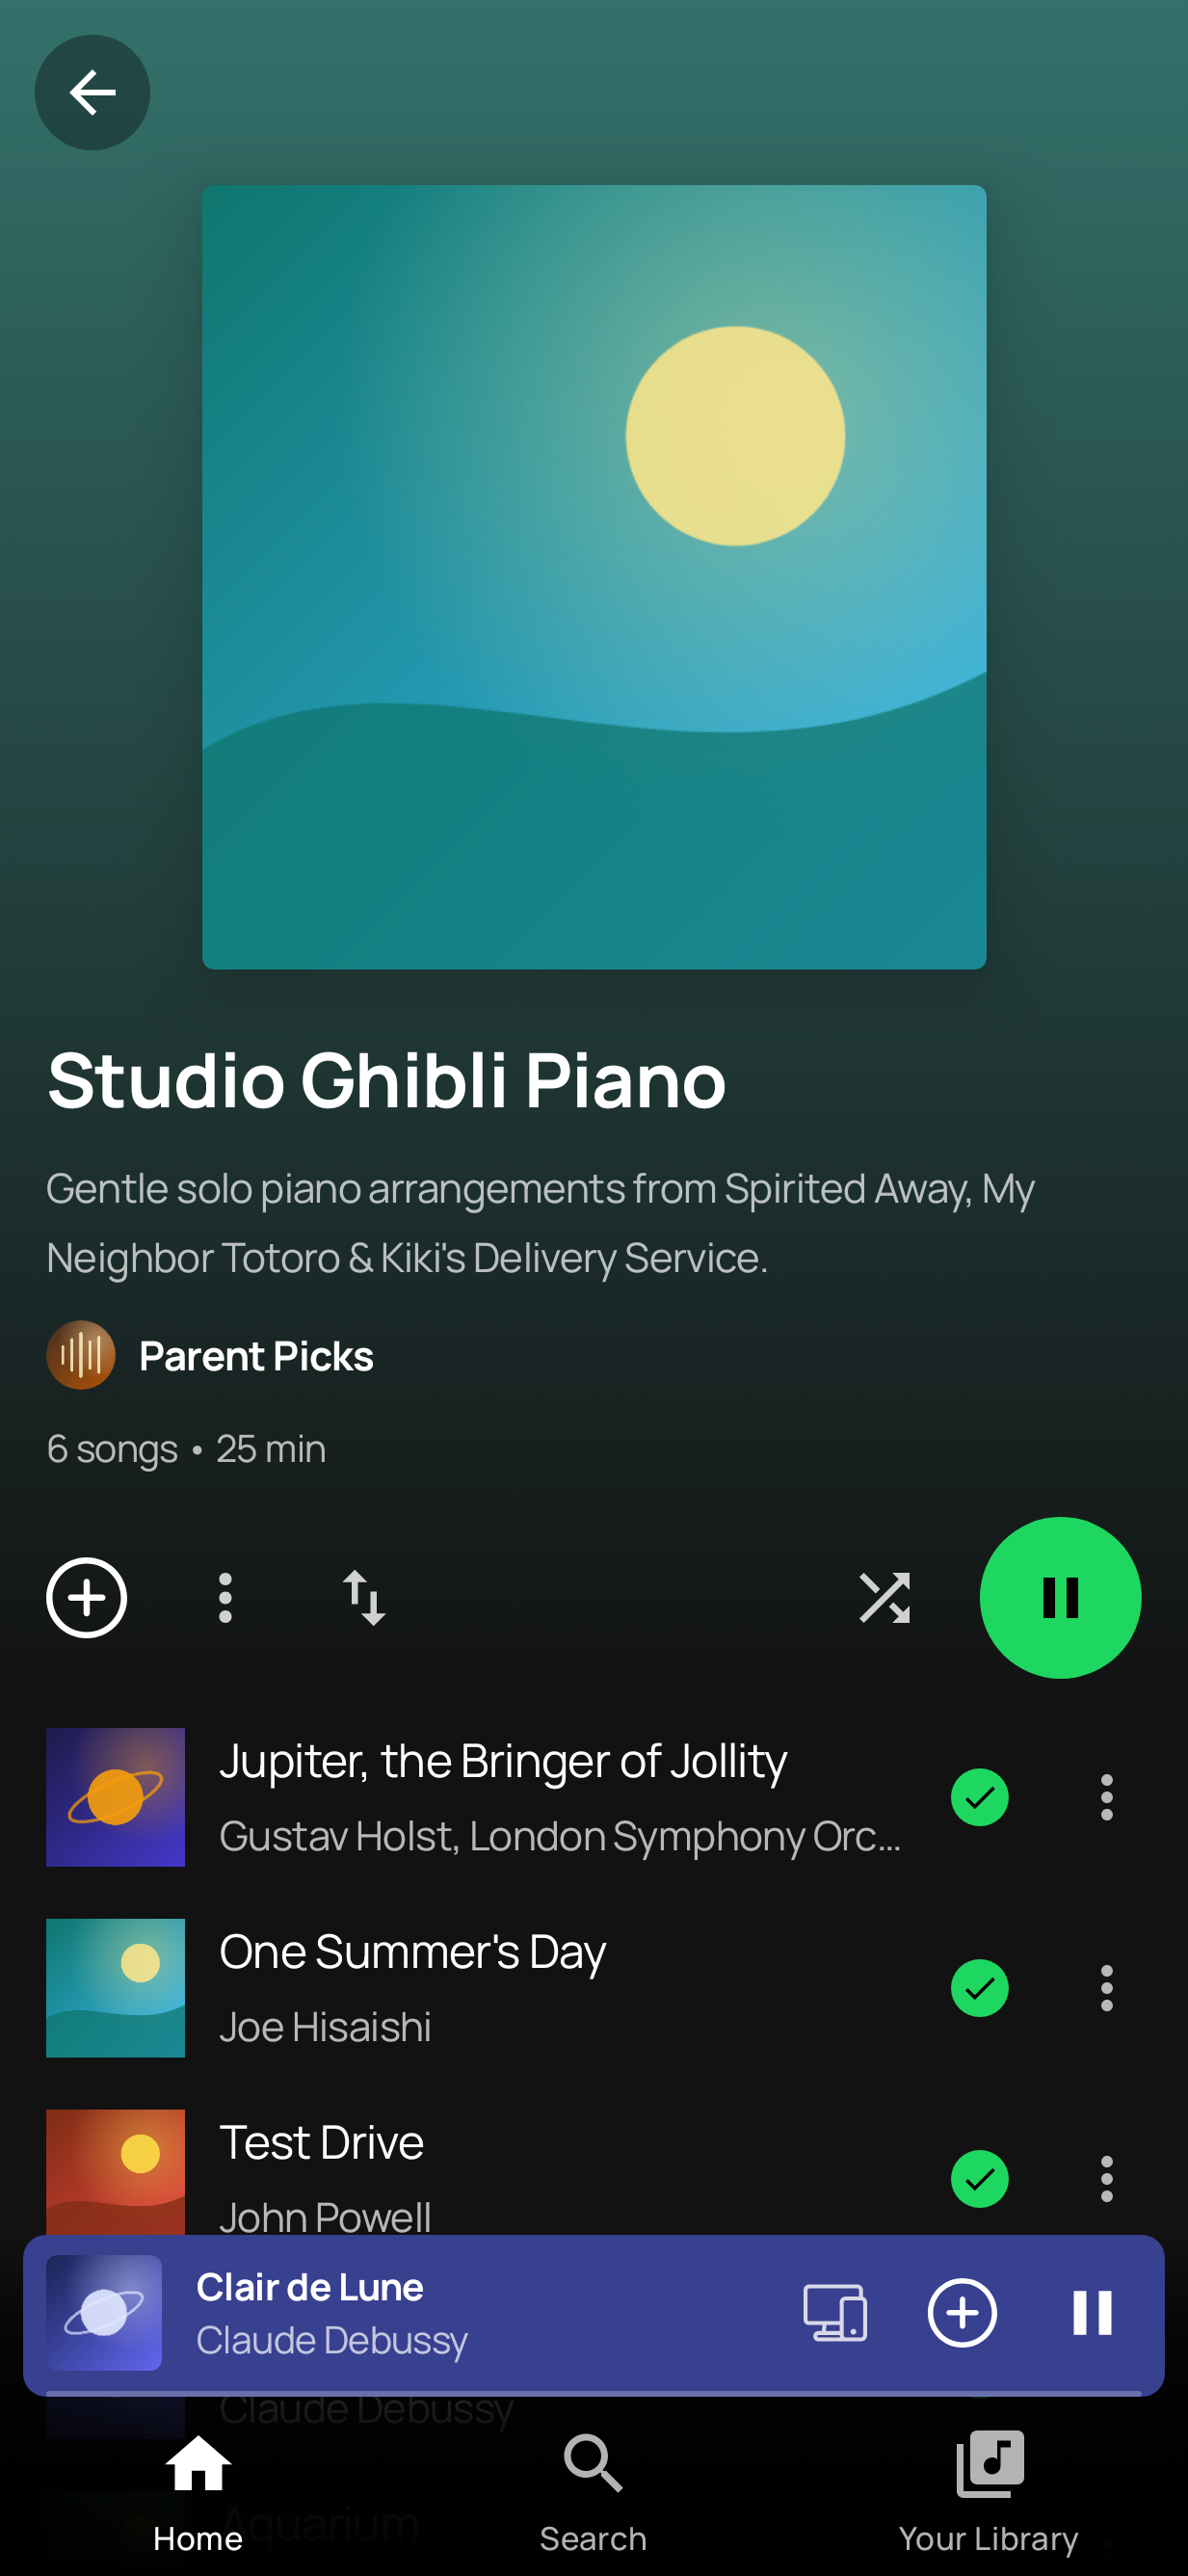 Studio Ghibli Piano
Gentle solo piano arrangements from Spirited Away, My
Neighbor Totoro & Kiki's Delivery Service.
Parent Picks
6 songs • 25 min
Jupiter, the Bringer of Jollity
Gustav Holst, London Symphony Orc...
One Summer's Day
Joe Hisaishi
Test Drive
John Powell
Clair de Lune
Claude Debussy
Claude Debussy
Aquarium
Home
Search
Your Library